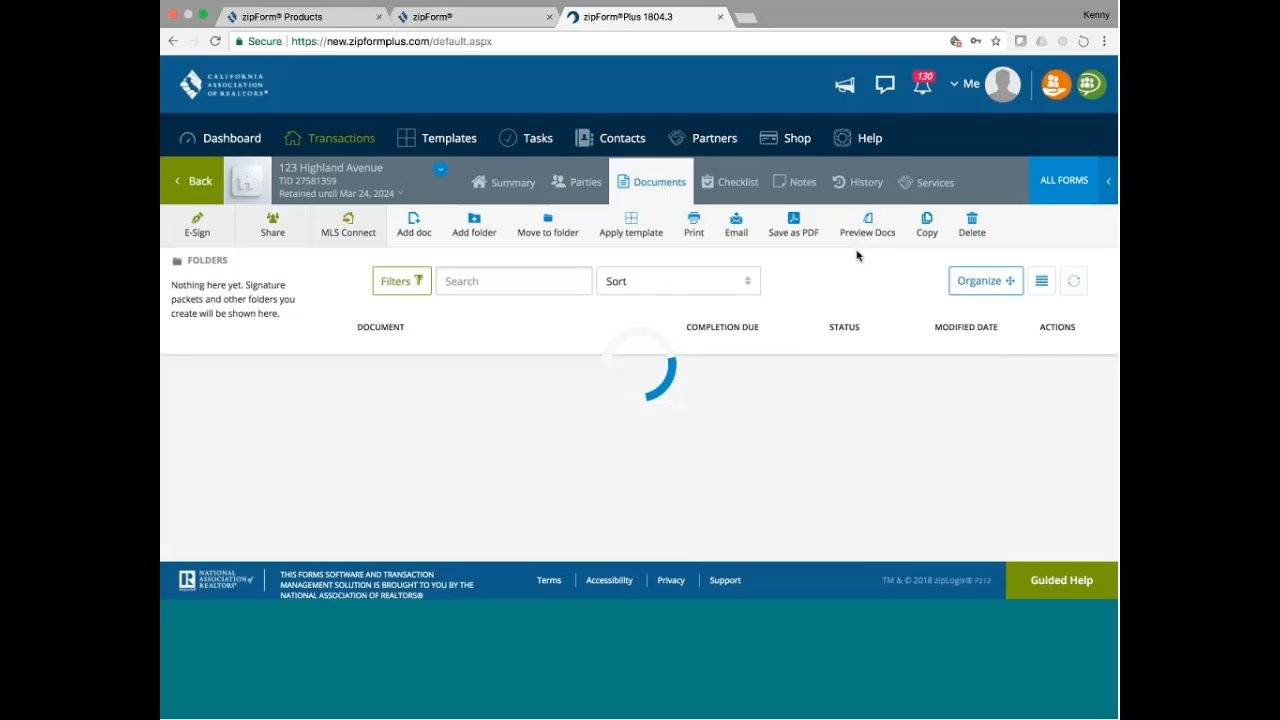 zipForm® Products
zipForm®
zipForm®Plus 1804.3
Kenny
Secure
https://new.zipformplus.com/default.aspx
CALIFORNIA
ASSOCIATION
OF REALTORS®
130
Me
Dashboard
Transactions
Templates
Tasks
Contacts
Partners
Shop
Help
Back
123 Highland Avenue
TID 27581359
Retained until Mar 24, 2024
Summary
Parties
Documents
Checklist
Notes
History
Services
ALL FORMS
E-Sign
Share
MLS Connect
Add doc
Add folder
Move to folder
Apply template
Print
Email
Save as PDF
Preview Docs
Copy
Delete
FOLDERS
Nothing here yet. Signature
packets and other folders you
create will be shown here.
Filters
Search
Sort
Organize
DOCUMENT
COMPLETION DUE
STATUS
MODIFIED DATE
ACTIONS
NATIONAL
ASSOCIATION of
REALTORS®
THIS FORMS SOFTWARE AND TRANSACTION
MANAGEMENT SOLUTION IS BROUGHT TO YOU BY THE
NATIONAL ASSOCIATION OF REALTORS®
Terms
Accessibility
Privacy
Support
TM & © 2018 zipLogix® P212
Guided Help